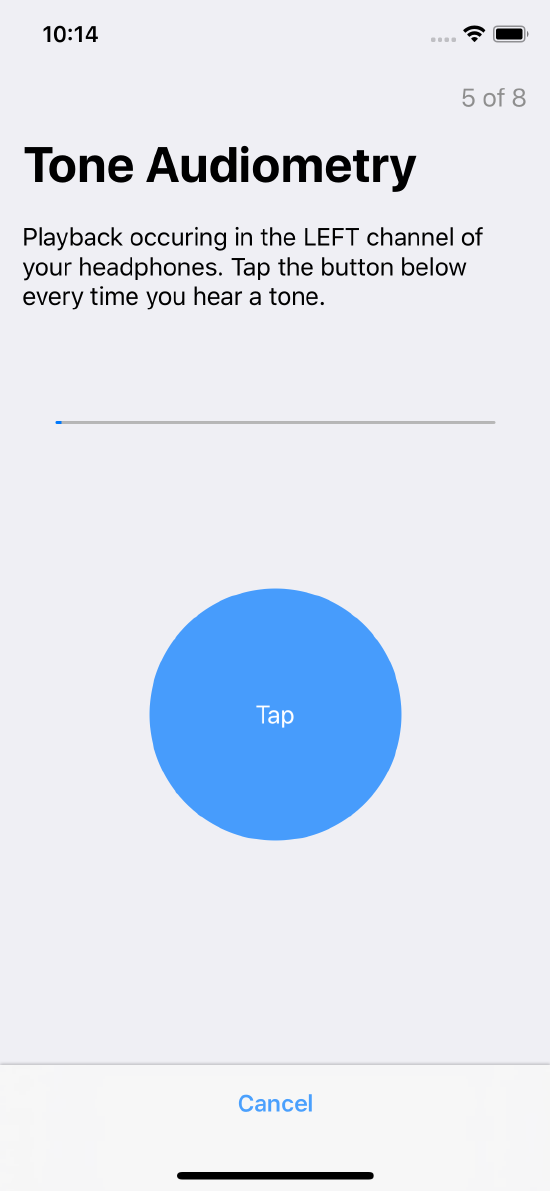 10:14
5 of 8
Tone Audiometry
Playback occuring in the LEFT channel of
your headphones. Tap the button below
every time you hear a tone.
Tap
Cancel